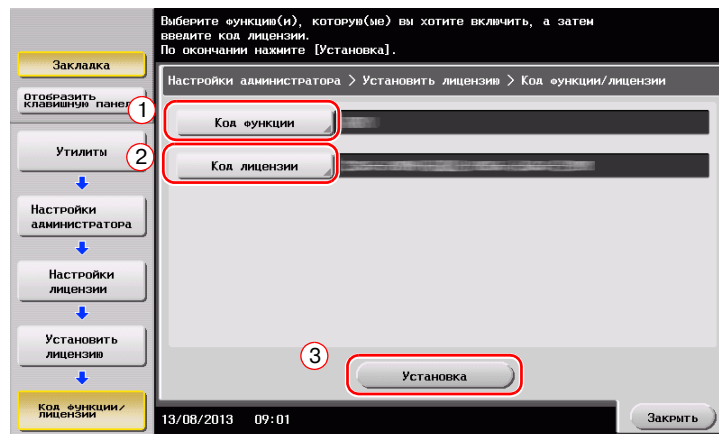 Выберите функцию(и), которую(ые) вы хотите включить, а затем
введите код лицензии.
По окончании нажмите [Установка].
Закладка
Отобразить
клавишную панел
Утилиты
Настройки
администратора
Настройки
лицензии
Установить
лицензию
Код функции/
лицензии
Настройки администратора > Установить лицензию > Код функции/лицензии
1
Код функции
2
Код лицензии
3
Установка
13/08/2013 09:01
Закрыть